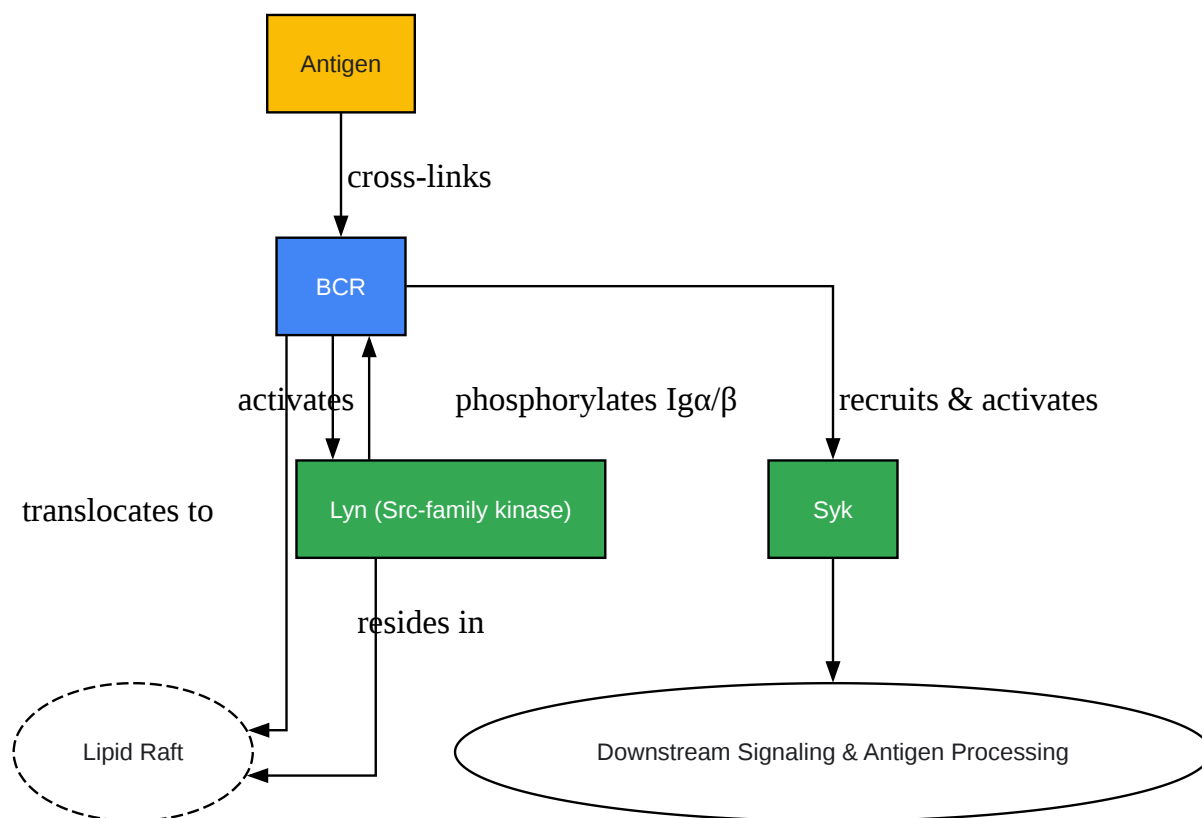 Antigen
cross-links
BCR
activates
phosphorylates Igα/β
recruits & activates
translocates to
Lyn (Src-family kinase)
Syk
resides in
Lipid Raft
Downstream Signaling & Antigen Processing